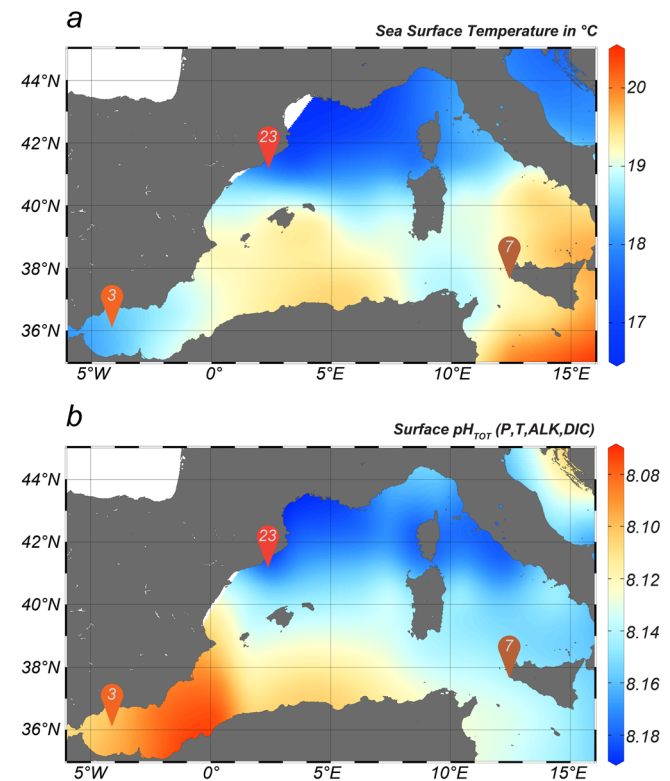 a
Sea Surface Temperature in °C
44°N
42°N
40°N
38°N
36°N
23
7
3
20
19
18
17
5°W
0°
5°E
10°E
15°E
b
Surface pHTOT (P,T,ALK,DIC)
44°N
42°N
40°N
38°N
36°N
23
7
3
8.08
8.10
8.12
8.14
8.16
8.18
5°W
0°
5°E
10°E
15°E